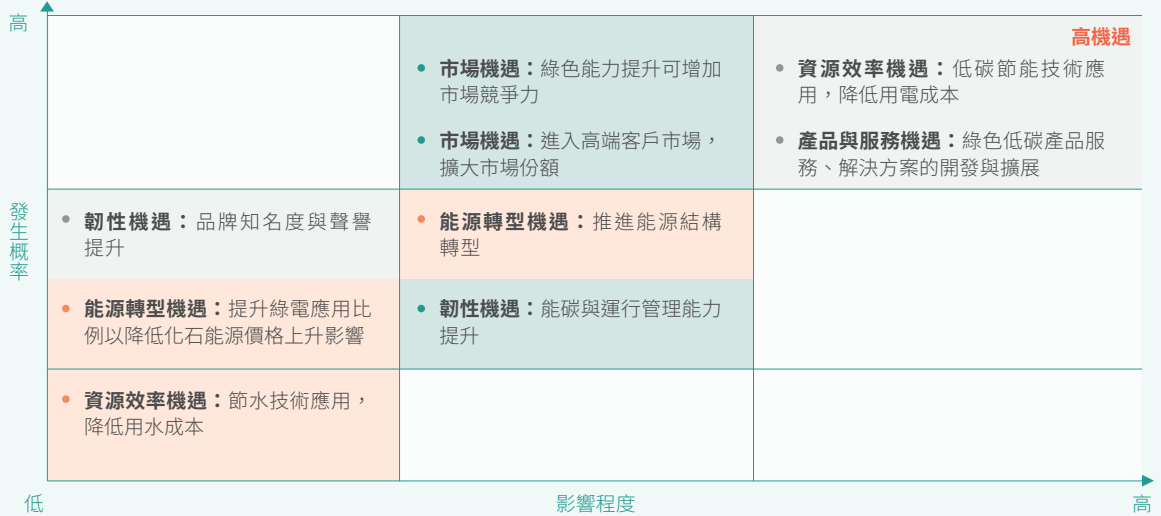 高
高機遇
市場機遇：綠色能力提升可增加
市場競爭力
市場機遇：進入高端客戶市場，
擴大市場份額
資源效率機遇：低碳節能技術應
用，降低用電成本
產品與服務機遇：綠色低碳產品服
務、解決方案的開發與擴展
發生概率
韌性機遇：品牌知名度與聲譽
提升
能源轉型機遇：推進能源結構
轉型
能源轉型機遇：提升綠電應用比
例以降低化石能源價格上升影響
韌性機遇：能碳與運行管理能力
提升
資源效率機遇：節水技術應用，
降低用水成本
低
影響程度
高